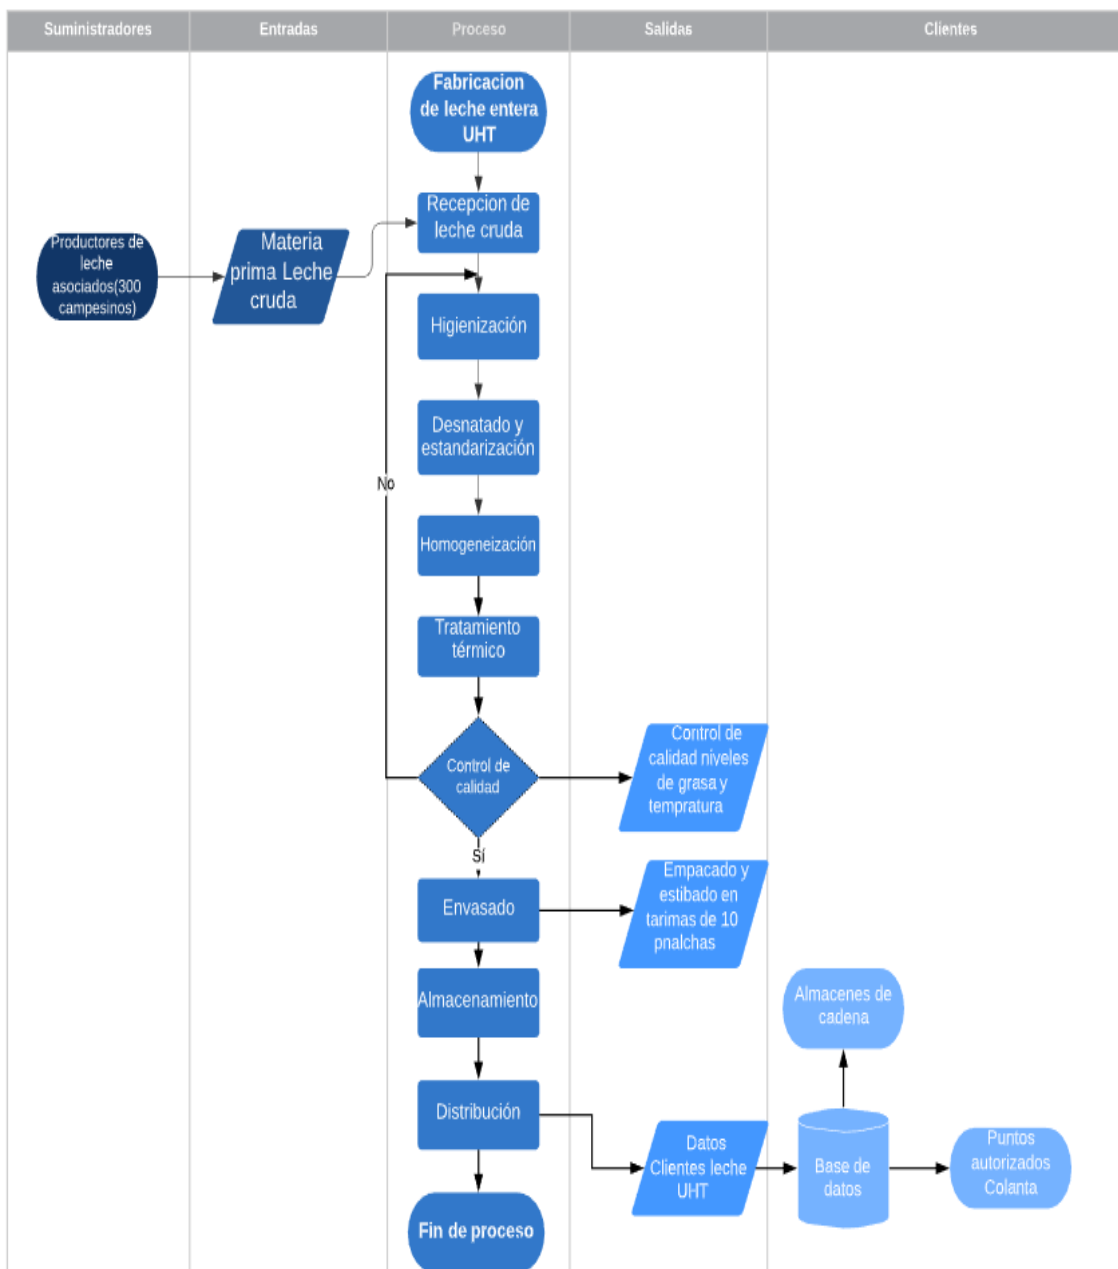 Suministradores
Entradas
Proceso
Salidas
Clientes
Fabricacion
de leche entera
UHT
Recepcion de
leche cruda
Productores de
leche
asociados(300
campesinos)
Materia
prima Leche
cruda
Higienización
Desnatado y
estandarización
No
Homogeneización
Tratamiento
térmico
Control de
calidad
Control de
calidad niveles
de grasa y
tempratura
Sí
Envasado
Empacado y
estibado en
tarimas de 10
pnalchas
Almacenamiento
Almacenes de
cadena
Distribución
Datos
Clientes leche
UHT
Base de
datos
Puntos
autorizados
Colanta
Fin de proceso